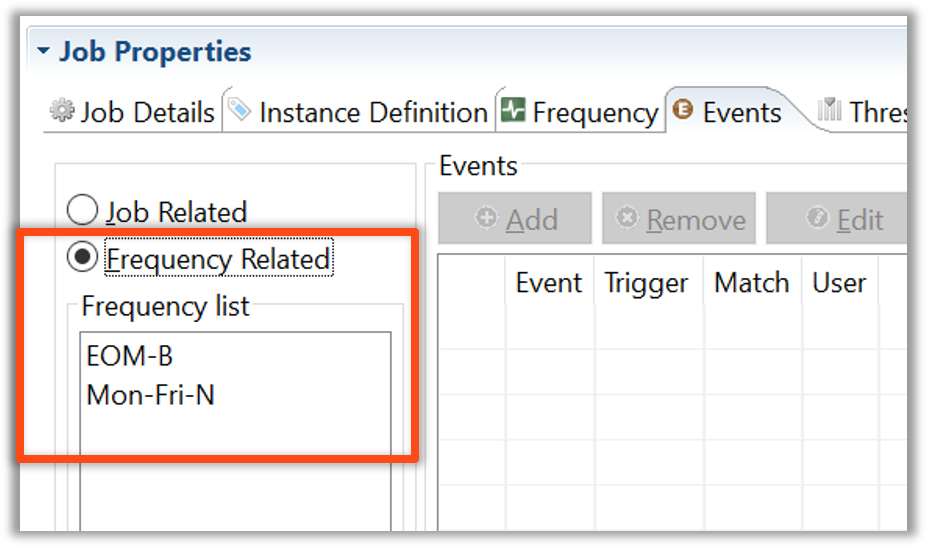 Job Properties
Job Details Instance Definition Frequency Events Thres
Job Related
Frequency Related
Frequency list
EOM-B
Mon-Fri-N
Events
Add Remove Edit
Event Trigger Match User